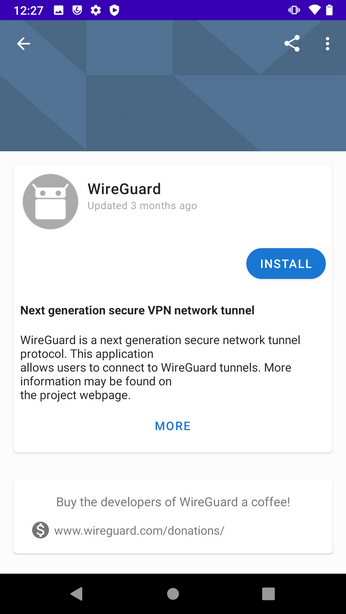 12:27
WireGuard
Updated 3 months ago
INSTALL
Next generation secure VPN network tunnel
WireGuard is a next generation secure network tunnel
protocol. This application
allows users to connect to WireGuard tunnels. More
information may be found on
the project webpage.
MORE
Buy the developers of WireGuard a coffee!
www.wireguard.com/donations/